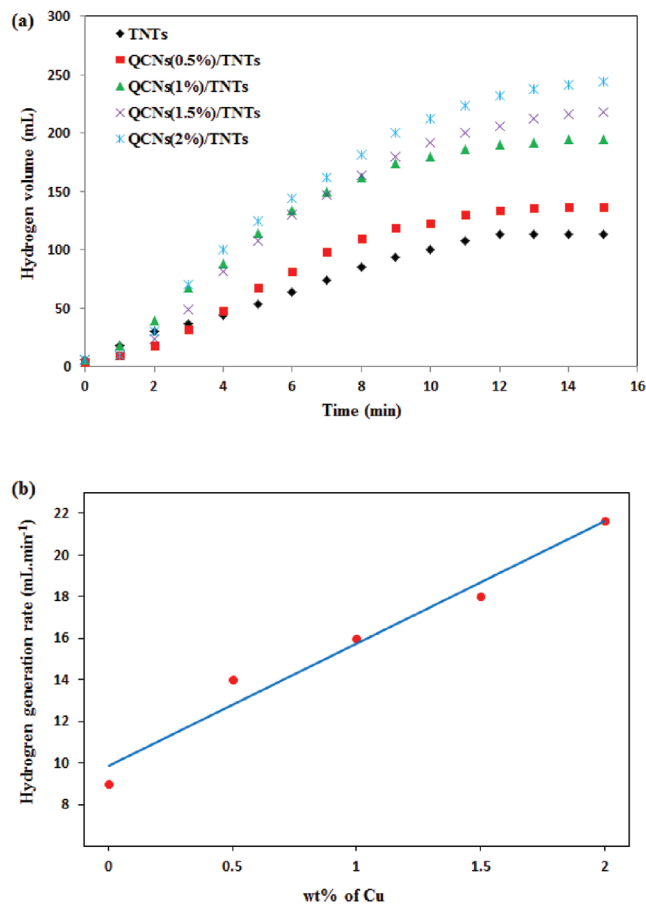 (a)
300
250
200
150
100
50
0
Hydrogen volume (mL)
TNTs
QCNs(0.5%)/TNTs
QCNs(1%)/TNTs
QCNs(1.5%)/TNTs
QCNs(2%)/TNTs
0 2 4 6 8 10 12 14 16
Time (min)
(b)
22
20
18
16
14
12
10
8
Hydrogren generation rate (mL.min-1)
0 0.5 1 1.5 2
wt% of Cu